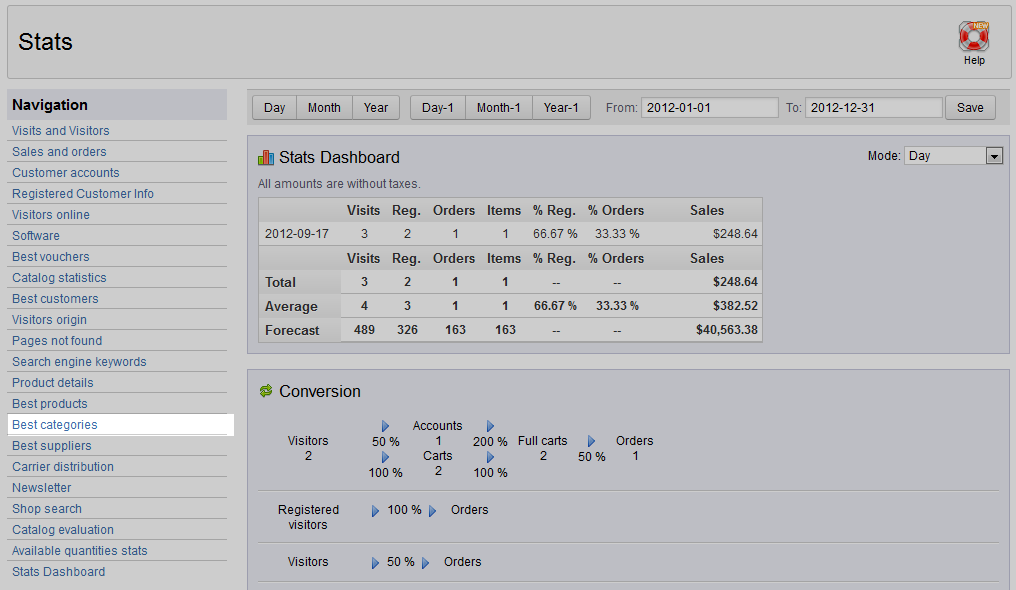 Stats
NEW
Help
Navigation
Visits and Visitors
Sales and orders
Customer accounts
Registered Customer Info
Visitors online
Software
Best vouchers
Catalog statistics
Best customers
Visitors origin
Pages not found
Search engine keywords
Product details
Best products
Best categories
Best suppliers
Carrier distribution
Newsletter
Shop search
Catalog evaluation
Available quantities stats
Stats Dashboard
Day Month Year Day-1 Month-1 Year-1 From: 2012-01-01 To: 2012-12-31 Save
Stats Dashboard Mode: Day
All amounts are without taxes.
Visits Reg. Orders Items % Reg. % Orders Sales
2012-09-17 3 2 1 1 66.67 % 33.33 % $248.64
Visits Reg. Orders Items % Reg. % Orders Sales
Total 3 2 1 1 -- -- $248.64
Average 4 3 1 1 66.67 % 33.33 % $382.52
Forecast 489 326 163 163 -- -- $40,563.38
Conversion
Visitors
2
50 %
100 %
Accounts
1
Carts
2
200 %
100 %
Full carts
2
50 %
Orders
1
Registered
visitors
100 % Orders
Visitors 50 % Orders